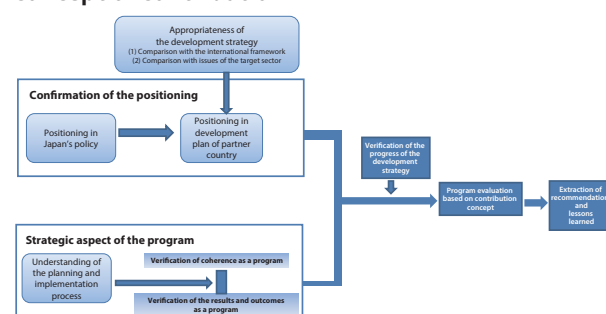 Appropriateness of
the development strategy
(1) Comparison with the international framework
(2) Comparison with issues of the target sector
Confirmation of the positioning
Positioning in
Japan's policy
Positioning in
development
plan of partner
country
Verification of the
progress of the
development
strategy
Program evaluation
based on contribution
concept
Extraction of
recommendation
and
lessons
learned
Strategic aspect of the program
Understanding of
the planning and
implementation
process
Verification of coherence as a program
Verification of the results and outcomes
as a program